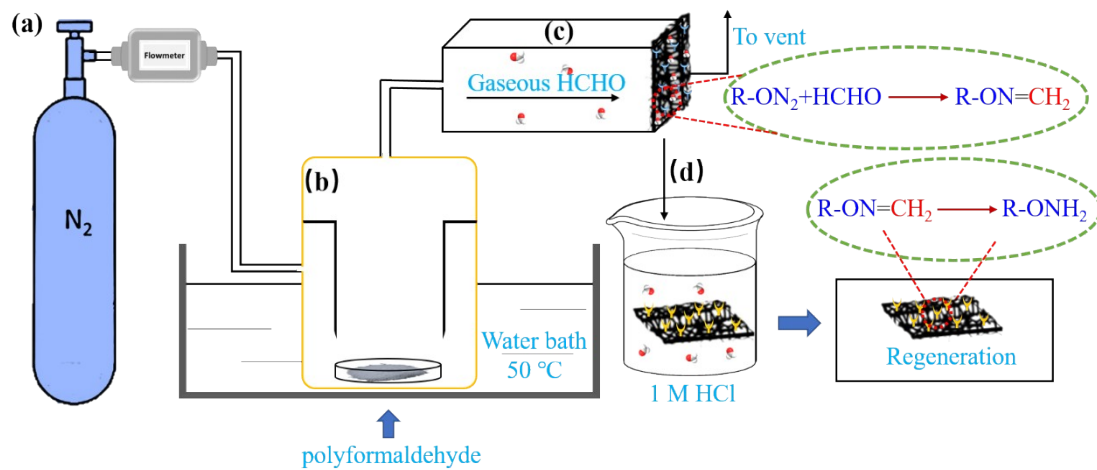 (a)
Flowmeter
N₂
(b)
(c)
Gaseous HCHO
To vent
R-ON₂+HCHO → R-ON=CH₂
(d)
R-ON=CH₂ → R-ONH₂
Water bath
50 ℃
1 M HCl
Regeneration
polyformaldehyde